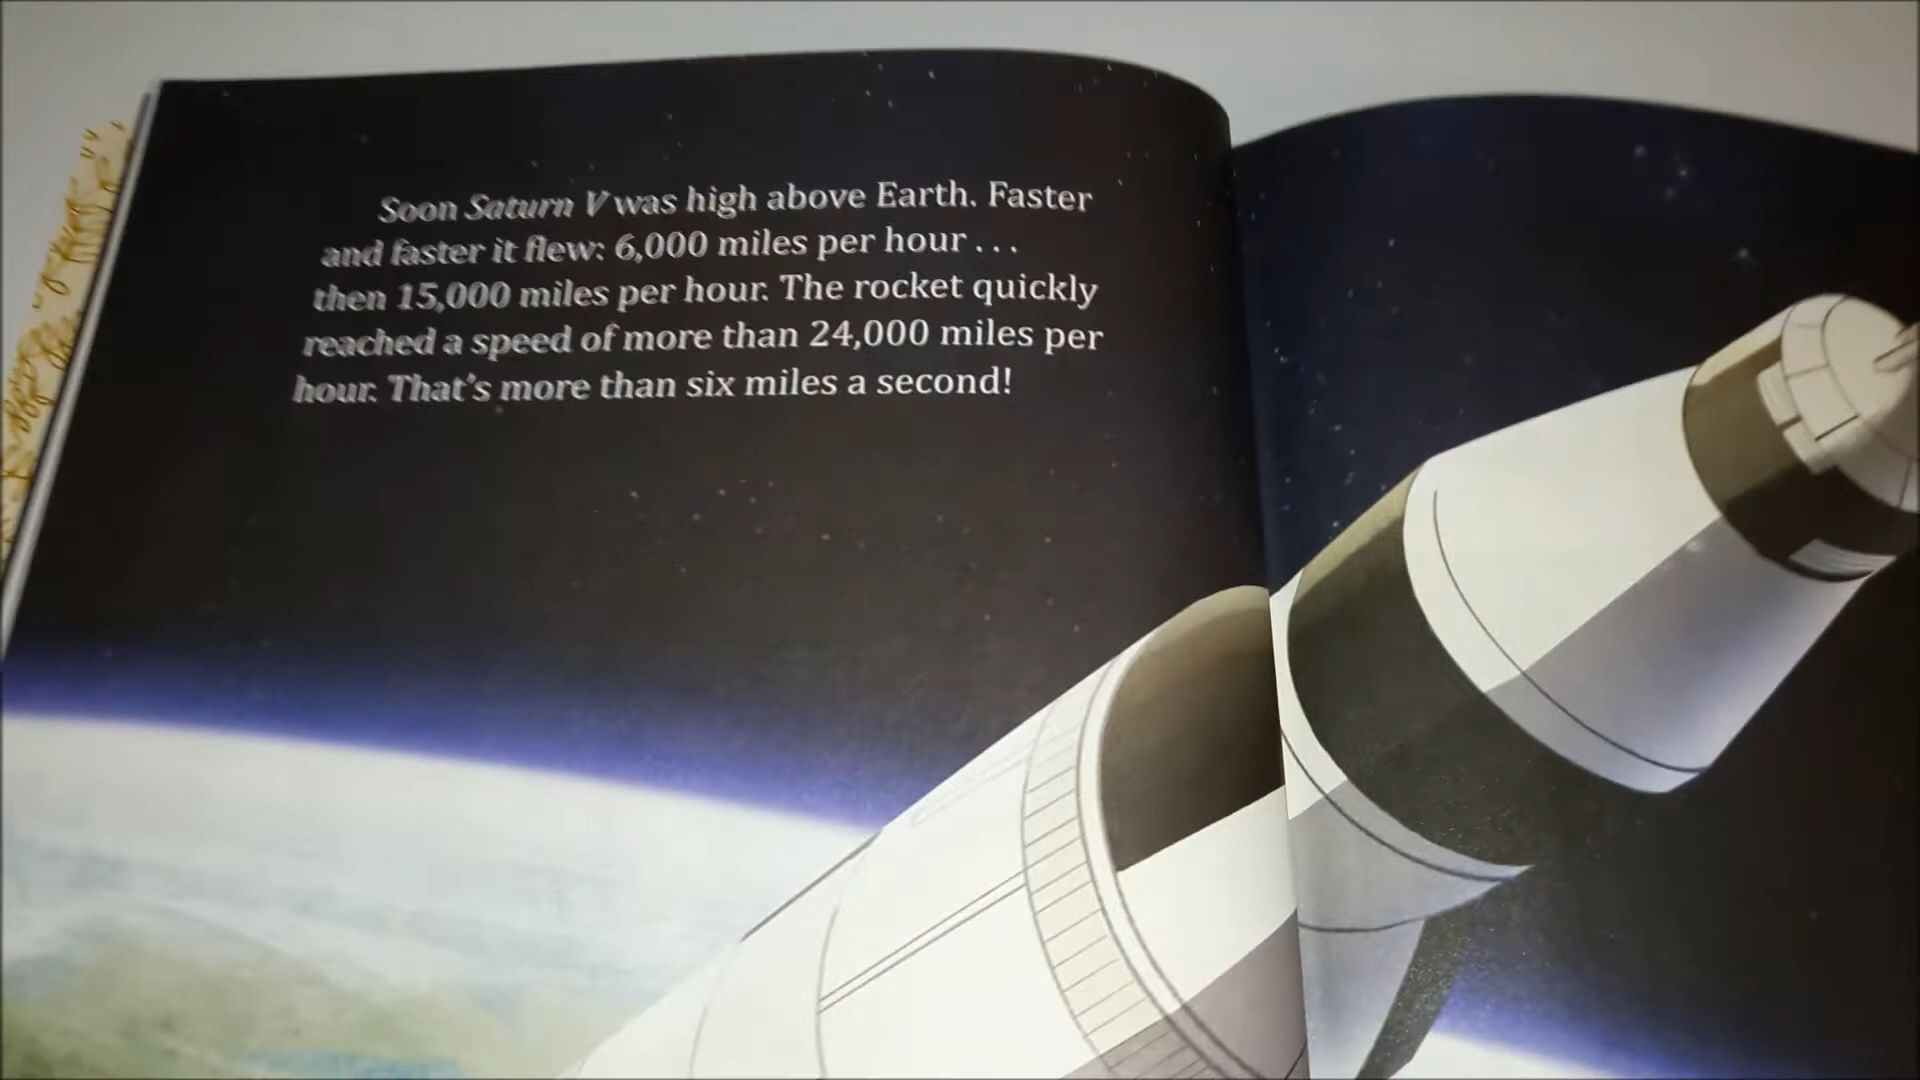 Soon Saturn V was high above Earth. Faster
and faster it flew: 6,000 miles per hour . . .
then 15,000 miles per hour. The rocket quickly
reached a speed of more than 24,000 miles per
hour. That's more than six miles a second!